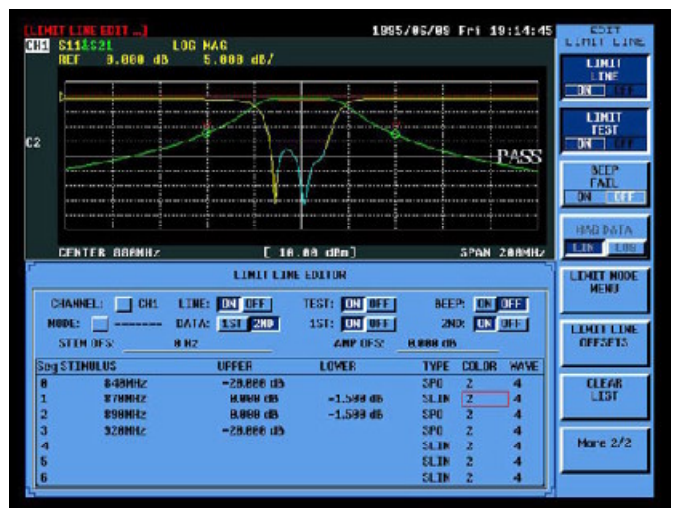 [LIMIT LINE EDIT ...] 1995/06/09 Fri 19:14:45
CH1 S11&S21 LOG MAG
REF 0.000 dB 5.000 dB/
C2
PASS
CENTER 880MHz [ 10.00 dBm] SPAN 200MHz
LIMIT LINE EDITOR
CHANNEL: CH1 LINE: ON OFF TEST: ON OFF BEEP: ON OFF
MODE: -------- DATA: 1ST 2ND 1ST: ON OFF 2ND: ON OFF
STIM OFS: 0 HZ AMP OFS: 0.000 dB
Seg STIMULUS UPPER LOWER TYPE COLOR WAVE
0 840MHz -20.000 dB SPO 2 4
1 870MHz 0.000 dB -1.500 dB SLIN 2 4
2 890MHz 0.000 dB -1.500 dB SPO 2 4
3 920MHz -20.000 dB SPO 2 4
4 SLIN 2 4
5 SLIN 2 4
6 SLIN 2 4
EDIT
LIMIT LINE
LIMIT
LINE
ON OFF
LIMIT
TEST
ON OFF
BEEP
FAIL
ON OFF
MAG DATA
LIN LOG
LIMIT MODE
MENU
LIMIT LINE
OFFSETS
CLEAR
LIST
More 2/2